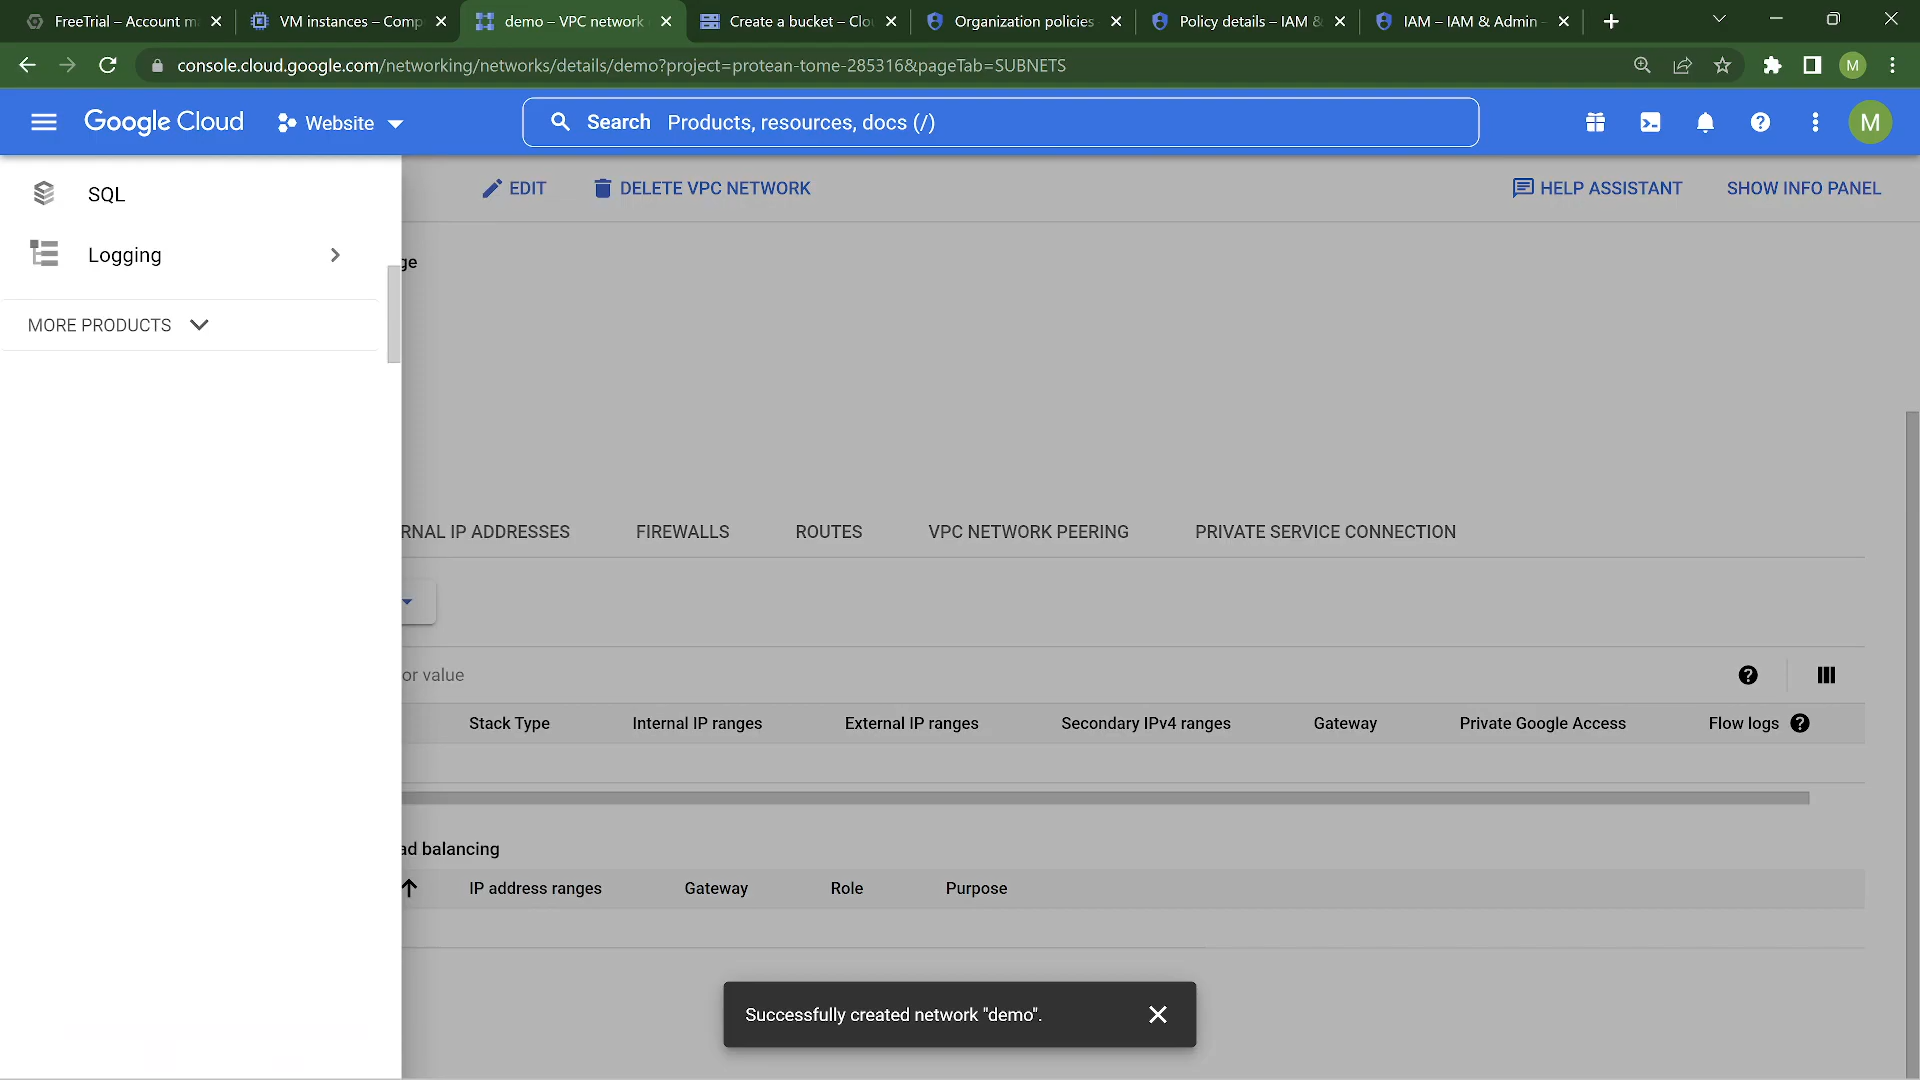 FreeTrial – Account m
VM instances – Comp
demo – VPC network
Create a bucket – Clo
Organization policies
Policy details – IAM &
IAM – IAM & Admin
console.cloud.google.com/networking/networks/details/demo?project=protean-tome-285316&pageTab=SUBNETS
M
Google Cloud
Website
Search Products, resources, docs (/)
M
SQL
Logging
MORE PRODUCTS
EDIT
DELETE VPC NETWORK
HELP ASSISTANT
SHOW INFO PANEL
ge
RNAL IP ADDRESSES
FIREWALLS
ROUTES
VPC NETWORK PEERING
PRIVATE SERVICE CONNECTION
or value
Stack Type
Internal IP ranges
External IP ranges
Secondary IPv4 ranges
Gateway
Private Google Access
Flow logs
ad balancing
IP address ranges
Gateway
Role
Purpose
Successfully created network "demo".